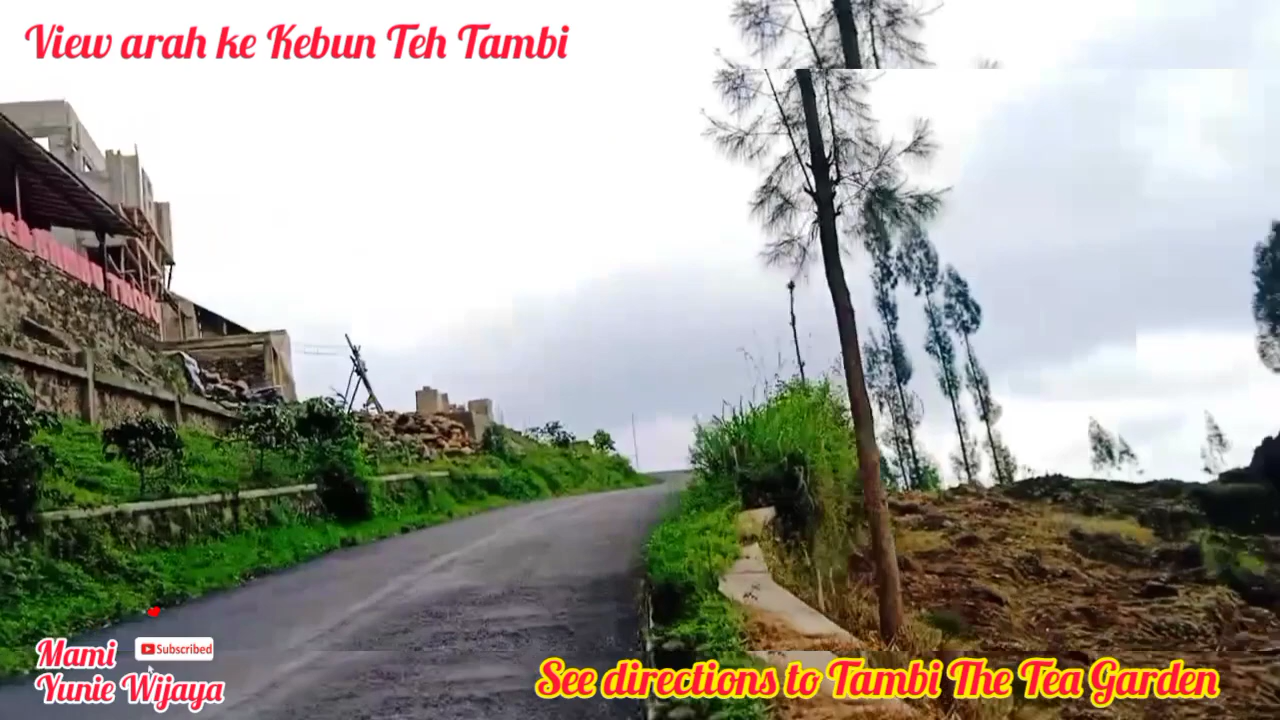 View arah ke Kebun Teh Tambi
Mami
Subscribed
Yunie Wijaya
See directions to Tambi The Tea Garden